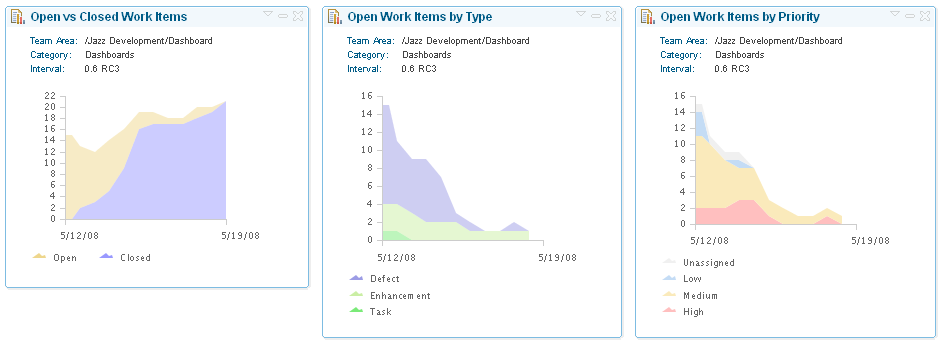 Open vs Closed Work Items
Team Area: /Jazz Development/Dashboard
Category: Dashboards
Interval: 0.6 RC3
22
20
18
16
14
12
10
8
6
4
2
0
5/12/08 5/19/08
Open Closed
Open Work Items by Type
Team Area: /Jazz Development/Dashboard
Category: Dashboards
Interval: 0.6 RC3
16
14
12
10
8
6
4
2
0
5/12/08 5/19/08
Defect
Enhancement
Task
Open Work Items by Priority
Team Area: /Jazz Development/Dashboard
Category: Dashboards
Interval: 0.6 RC3
16
14
12
10
8
6
4
2
0
5/12/08 5/19/08
Unassigned
Low
Medium
High